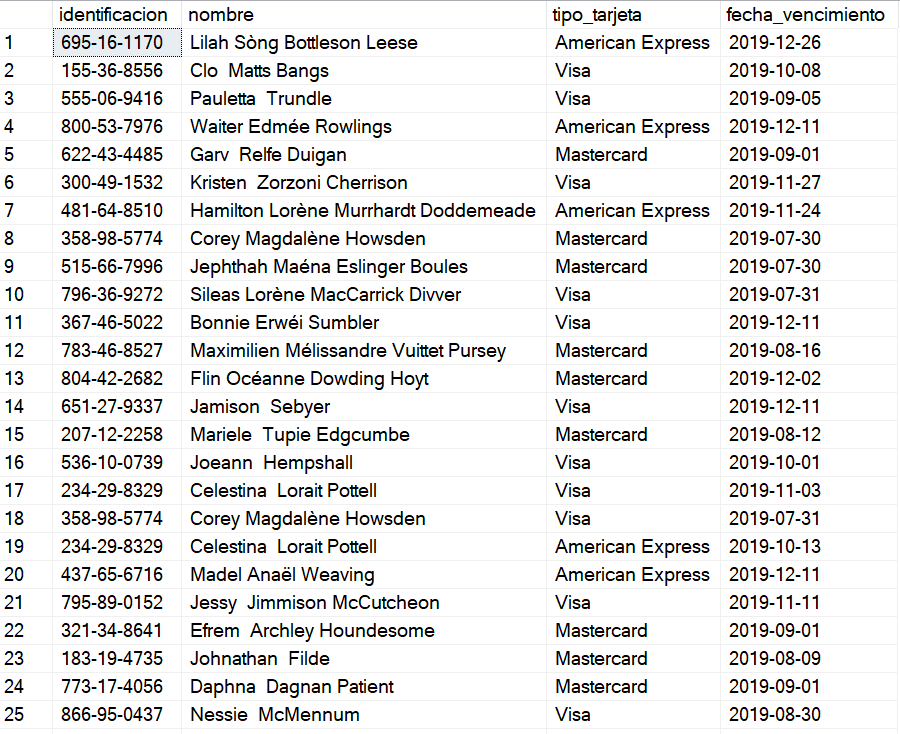 identificacion nombre tipo_tarjeta fecha_vencimiento
1 695-16-1170 Lilah Sòng Bottleson Leese American Express 2019-12-26
2 155-36-8556 Clo  Matts Bangs Visa 2019-10-08
3 555-06-9416 Pauletta  Trundle Visa 2019-09-05
4 800-53-7976 Waiter Edmée Rowlings American Express 2019-12-11
5 622-43-4485 Garv  Relfe Duigan Mastercard 2019-09-01
6 300-49-1532 Kristen  Zorzoni Cherrison Visa 2019-11-27
7 481-64-8510 Hamilton Lorène Murrhardt Doddemeade American Express 2019-11-24
8 358-98-5774 Corey Magdalène Howsden Mastercard 2019-07-30
9 515-66-7996 Jephthah Maéna Eslinger Boules Mastercard 2019-07-30
10 796-36-9272 Sileas Lorène MacCarrick Divver Visa 2019-07-31
11 367-46-5022 Bonnie Erwéi Sumbler Visa 2019-12-11
12 783-46-8527 Maximilien Mélissandre Vuittet Pursey Mastercard 2019-08-16
13 804-42-2682 Flin Océanne Dowding Hoyt Mastercard 2019-12-02
14 651-27-9337 Jamison  Sebyer Visa 2019-12-11
15 207-12-2258 Mariele  Tupie Edgcumbe Mastercard 2019-08-12
16 536-10-0739 Joeann  Hempshall Visa 2019-10-01
17 234-29-8329 Celestina  Lorait Pottell Visa 2019-11-03
18 358-98-5774 Corey Magdalène Howsden Visa 2019-07-31
19 234-29-8329 Celestina  Lorait Pottell American Express 2019-10-13
20 437-65-6716 Madel Anaël Weaving American Express 2019-12-11
21 795-89-0152 Jessy  Jimmison McCutcheon Visa 2019-11-11
22 321-34-8641 Efrem  Archley Houndesome Mastercard 2019-09-01
23 183-19-4735 Johnathan  Filde Mastercard 2019-08-09
24 773-17-4056 Daphna  Dagnan Patient Mastercard 2019-09-01
25 866-95-0437 Nessie  McMennum Visa 2019-08-30